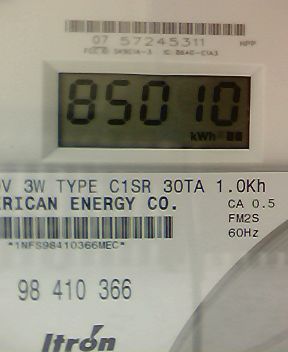 07 57245311 HPP
85010
kWh
V 3W TYPE C1SR 30TA 1.0Kh
RICAN ENERGY CO.
CA 0.5
FM2S
60Hz
*1NFS98410366MEC*
98 410 366
Itron